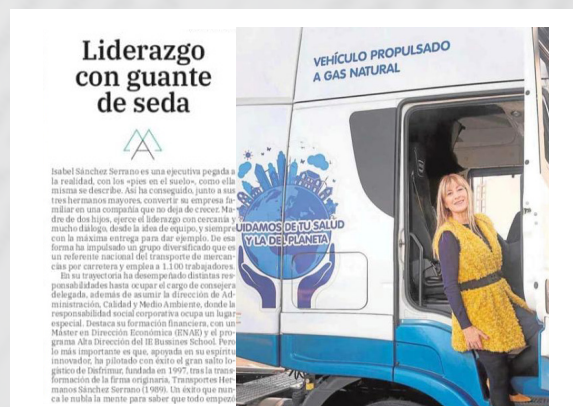 Liderazgo
con guante
de seda
Isabel Sánchez Serrano es una ejecutiva pegada a
la realidad, con los «pies en el suelo», como ella
misma se describe. Así ha conseguido, junto a sus
tres hermanos mayores, convertir su empresa fa-
miliar en una compañía que no deja de crecer. Ma-
dre de dos hijos, ejerce el liderazgo con cercanía y
mucho diálogo, desde la idea de equipo, y siempre
con la máxima entrega para dar ejemplo. De esa
forma ha impulsado un grupo diversificado que es
un referente nacional del transporte de mercan-
cías por carretera y emplea a 1.100 trabajadores.
En su trayectoria ha desempeñado distintas res-
ponsabilidades hasta ocupar el cargo de consejera
delegada, además de asumir la dirección de Ad-
ministración, Calidad y Medio Ambiente, donde la
responsabilidad social corporativa ocupa un lugar
especial. Destaca su formación financiera, con un
Máster en Dirección Económica (ENAE) y el pro-
grama Alta Dirección del IE Bussines School. Pero
lo más importante es que, apoyada en su espíritu
innovador, ha pilotado con éxito el gran salto lo-
gístico de Disfrimur, fundada en 1997, tras la trans-
formación de la firma originaria, Transportes Her-
manos Sánchez Serrano (1989). Un éxito que nun-
ca le nubla la mente para saber que todo empezó
VEHÍCULO PROPULSADO
A GAS NATURAL
UIDAMOS DE TU SALUD
Y LA DEL PLANETA